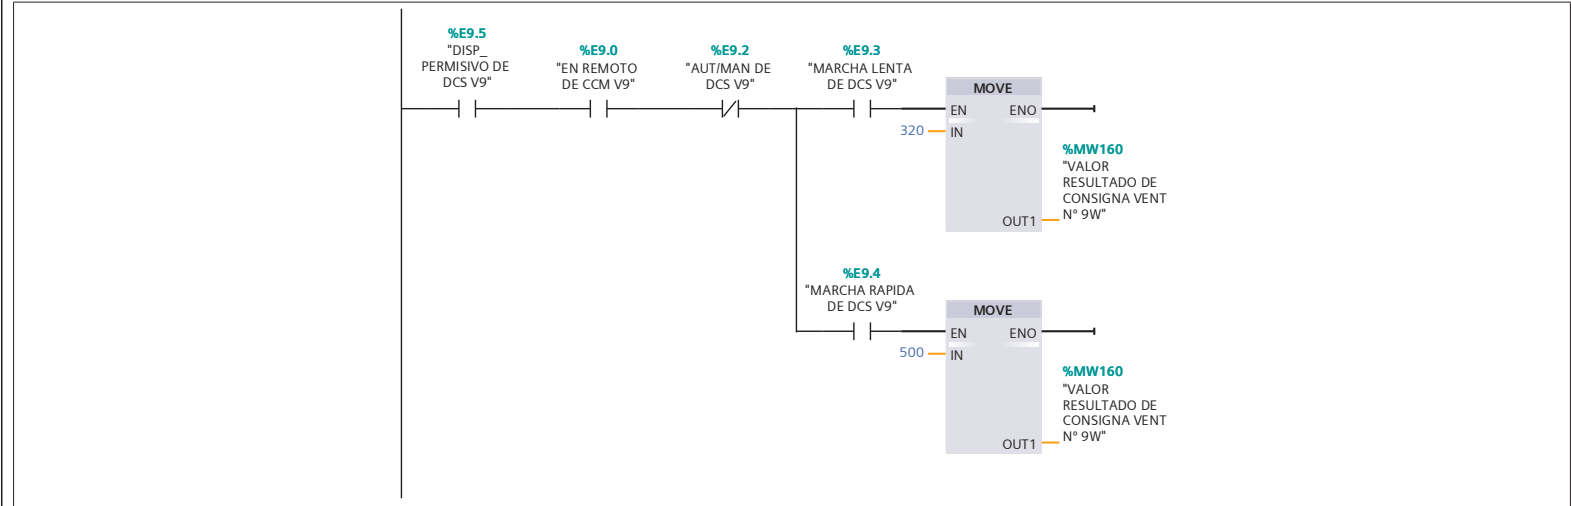 %E9.5
"DISP_
PERMISIVO DE
DCS V9"
%E9.0
"EN REMOTO
DE CCM V9"
%E9.2
"AUT/MAN DE
DCS V9"
%E9.3
"MARCHA LENTA
DE DCS V9"
MOVE
EN ENO
320 IN
%MW160
"VALOR
RESULTADO DE
CONSIGNA VENT
N° 9W"
OUT1
%E9.4
"MARCHA RAPIDA
DE DCS V9"
MOVE
EN ENO
500 IN
%MW160
"VALOR
RESULTADO DE
CONSIGNA VENT
N° 9W"
OUT1